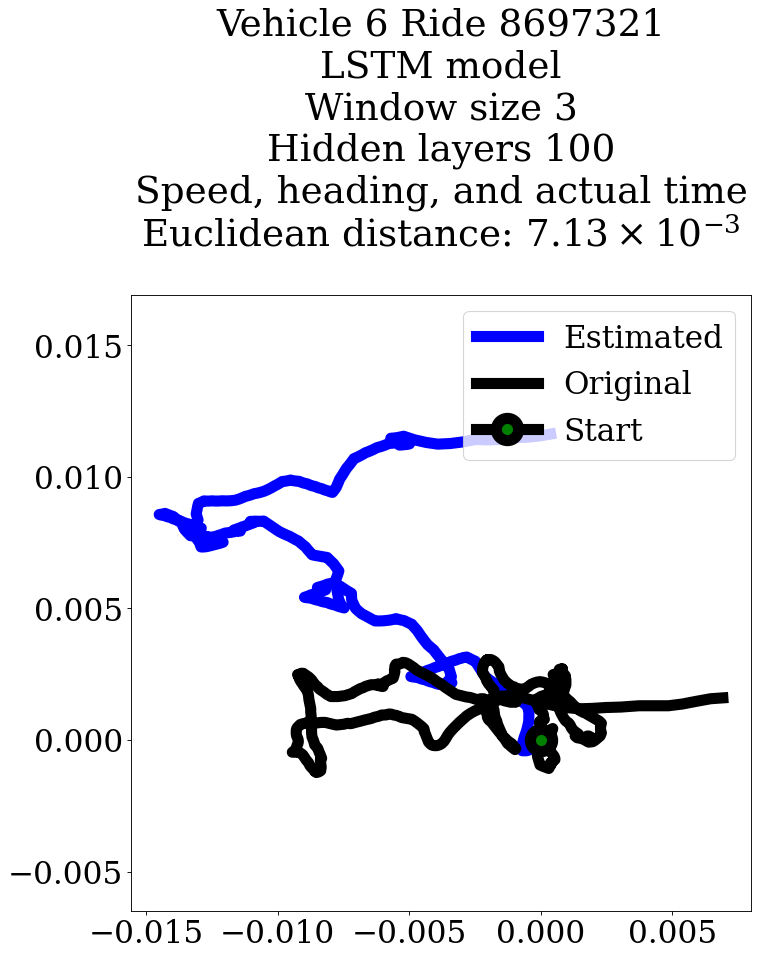 Vehicle 6 Ride 8697321
LSTM model
Window size 3
Hidden layers 100
Speed, heading, and actual time
Euclidean distance: 7.13 × 10⁻³
Estimated
Original
Start
0.015
0.010
0.005
0.000
−0.005
−0.015 −0.010 −0.005 0.000 0.005